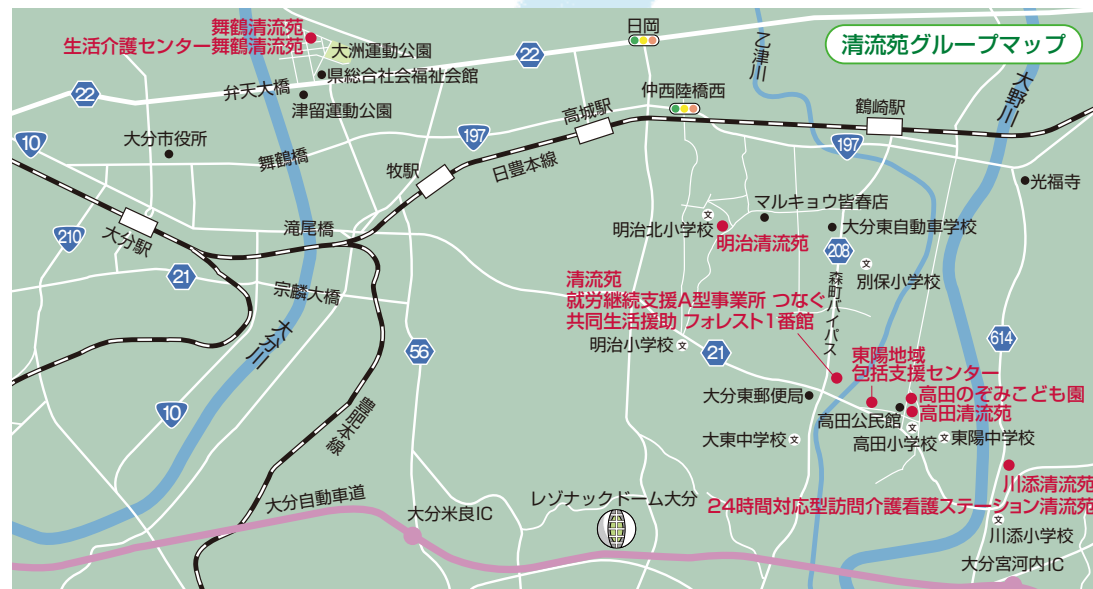 清流苑グループマップ
舞鶴清流苑
生活介護センター舞鶴清流苑
大洲運動公園
県総合社会福祉会館
津留運動公園
弁天大橋
22
22
日岡
乙津川
大野川
仲西陸橋西
鶴崎駅
高城駅
197
197
10
大分市役所
舞鶴橋
牧駅
日豊本線
光福寺
マルキョウ皆春店
明治北小学校
明治清流苑
大分東自動車学校
208
別保小学校
森町バイパス
210
大分駅
滝尾橋
21
宗麟大橋
大分川
清流苑
就労継続支援A型事業所 つなぐ
共同生活援助 フォレスト1番館
明治小学校
21
56
614
東陽地域
包括支援センター
大分東郵便局
高田のぞみこども園
高田清流苑
高田公民館
高田小学校
東陽中学校
大東中学校
10
豊肥本線
川添清流苑
24時間対応型訪問介護看護ステーション清流苑
大分自動車道
大分米良IC
レゾナックドーム大分
川添小学校
大分宮河内IC
文
文
文
文
文
文
文